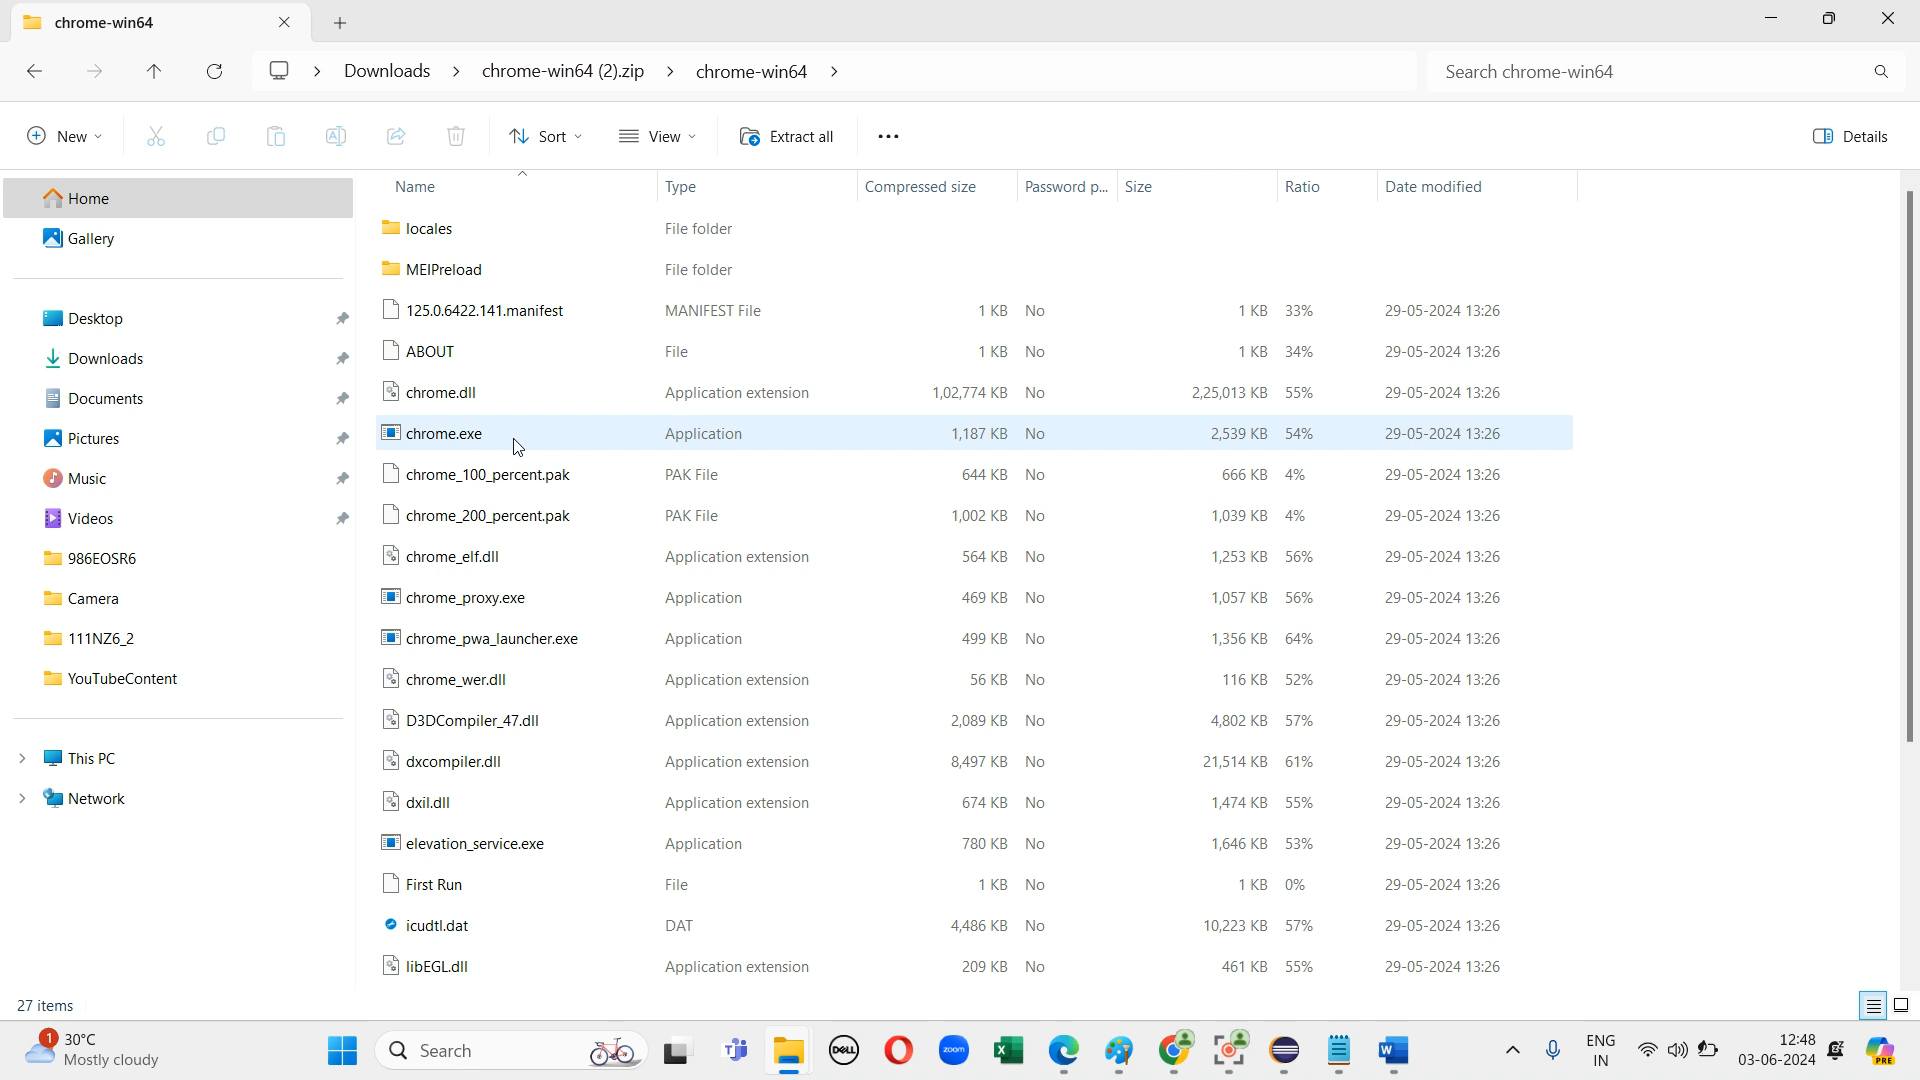 chrome-win64
Downloads chrome-win64 (2).zip chrome-win64 Search chrome-win64
New Sort View Extract all Details
Name Type Compressed size Password p... Size Ratio Date modified
Home
Gallery
Desktop
Downloads
Documents
Pictures
Music
Videos
986EOSR6
Camera
111NZ6_2
YouTubeContent
This PC
Network
locales File folder
MEIPreload File folder
125.0.6422.141.manifest MANIFEST File 1 KB No 1 KB 33% 29-05-2024 13:26
ABOUT File 1 KB No 1 KB 34% 29-05-2024 13:26
chrome.dll Application extension 1,02,774 KB No 2,25,013 KB 55% 29-05-2024 13:26
chrome.exe Application 1,187 KB No 2,539 KB 54% 29-05-2024 13:26
chrome_100_percent.pak PAK File 644 KB No 666 KB 4% 29-05-2024 13:26
chrome_200_percent.pak PAK File 1,002 KB No 1,039 KB 4% 29-05-2024 13:26
chrome_elf.dll Application extension 564 KB No 1,253 KB 56% 29-05-2024 13:26
chrome_proxy.exe Application 469 KB No 1,057 KB 56% 29-05-2024 13:26
chrome_pwa_launcher.exe Application 499 KB No 1,356 KB 64% 29-05-2024 13:26
chrome_wer.dll Application extension 56 KB No 116 KB 52% 29-05-2024 13:26
D3DCompiler_47.dll Application extension 2,089 KB No 4,802 KB 57% 29-05-2024 13:26
dxcompiler.dll Application extension 8,497 KB No 21,514 KB 61% 29-05-2024 13:26
dxil.dll Application extension 674 KB No 1,474 KB 55% 29-05-2024 13:26
elevation_service.exe Application 780 KB No 1,646 KB 53% 29-05-2024 13:26
First Run File 1 KB No 1 KB 0% 29-05-2024 13:26
icudtl.dat DAT 4,486 KB No 10,223 KB 57% 29-05-2024 13:26
libEGL.dll Application extension 209 KB No 461 KB 55% 29-05-2024 13:26
27 items
1 30°C
Mostly cloudy
Search
DELL
zoom
ENG
IN
12:48
03-06-2024
PRE